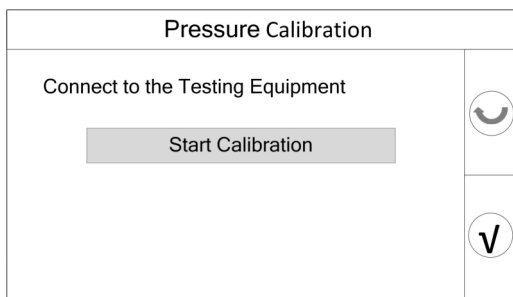 Pressure Calibration
Connect to the Testing Equipment
Start Calibration
√